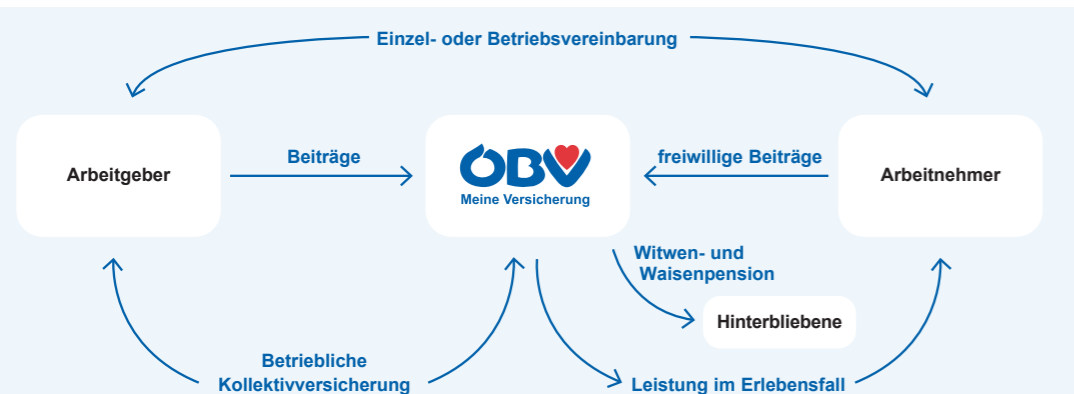 Einzel- oder Betriebsvereinbarung
Arbeitgeber
Beiträge
ÖBV
Meine Versicherung
freiwillige Beiträge
Arbeitnehmer
Witwen- und
Waisenpension
Hinterbliebene
Betriebliche
Kollektivversicherung
Leistung im Erlebensfall